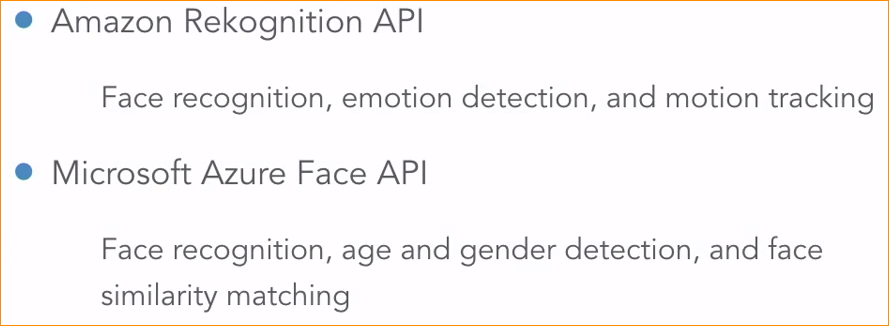 Amazon Rekognition API
Face recognition, emotion detection, and motion tracking
Microsoft Azure Face API
Face recognition, age and gender detection, and face
similarity matching